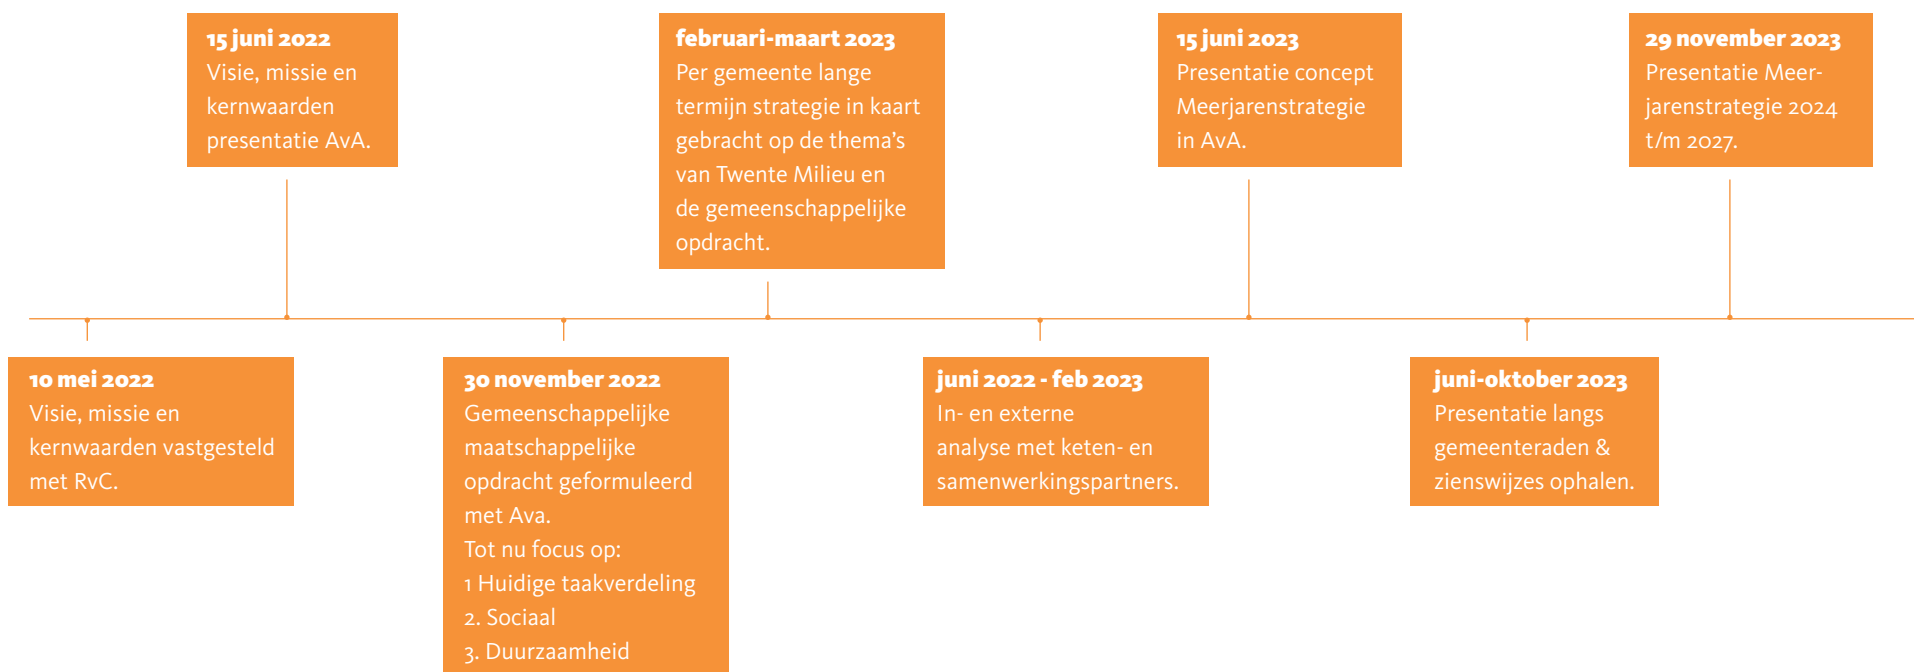 15 juni 2022
Visie, missie en
kernwaarden
presentatie AvA.
februari-maart 2023
Per gemeente lange
termijn strategie in kaart
gebracht op de thema’s
van Twente Milieu en
de gemeenschappelijke
opdracht.
15 juni 2023
Presentatie concept
Meerjarenstrategie
in AvA.
29 november 2023
Presentatie Meer-
jarenstrategie 2024
t/m 2027.
10 mei 2022
Visie, missie en
kernwaarden vastgesteld
met RvC.
30 november 2022
Gemeenschappelijke
maatschappelijke
opdracht geformuleerd
met Ava.
Tot nu focus op:
1 Huidige taakverdeling
2. Sociaal
3. Duurzaamheid
juni 2022 - feb 2023
In- en externe
analyse met keten- en
samenwerkingspartners.
juni-oktober 2023
Presentatie langs
gemeenteraden &
zienswijzes ophalen.